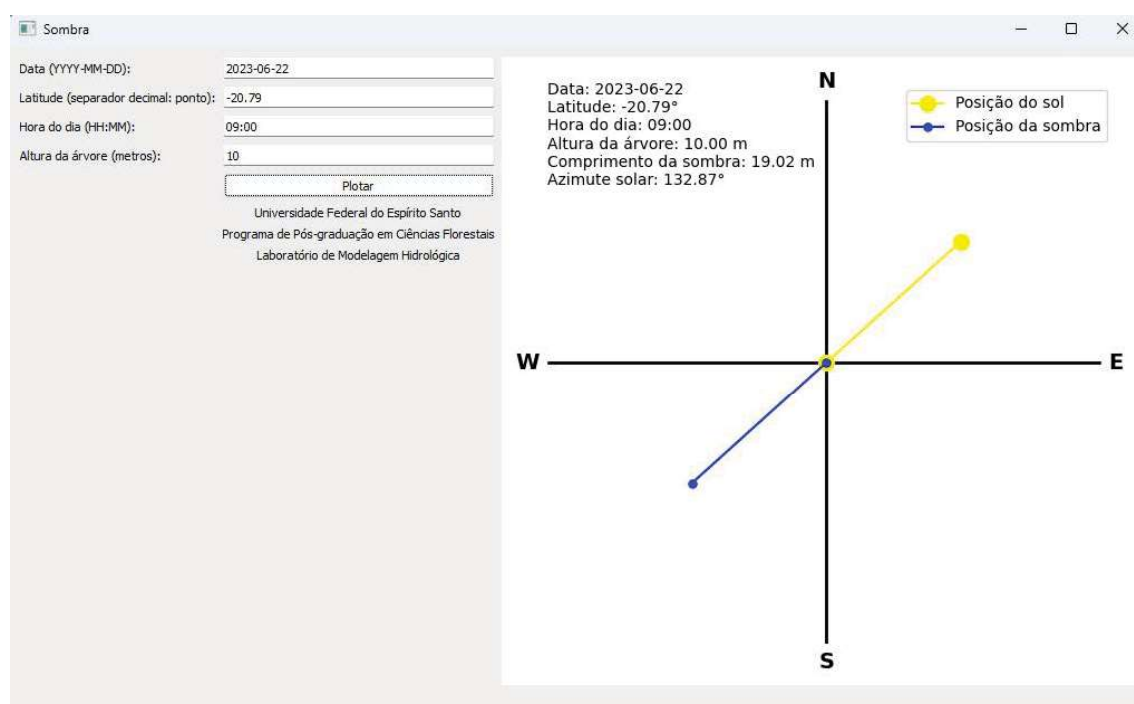 Sombra
Data (YYYY-MM-DD): 2023-06-22
Latitude (separador decimal: ponto): -20.79
Hora do dia (HH:MM): 09:00
Altura da árvore (metros): 10
Plotar
Universidade Federal do Espírito Santo
Programa de Pós-graduação em Ciências Florestais
Laboratório de Modelagem Hidrológica
Data: 2023-06-22
Latitude: -20.79°
Hora do dia: 09:00
Altura da árvore: 10.00 m
Comprimento da sombra: 19.02 m
Azimute solar: 132.87°
N
Posição do sol
Posição da sombra
W
E
S